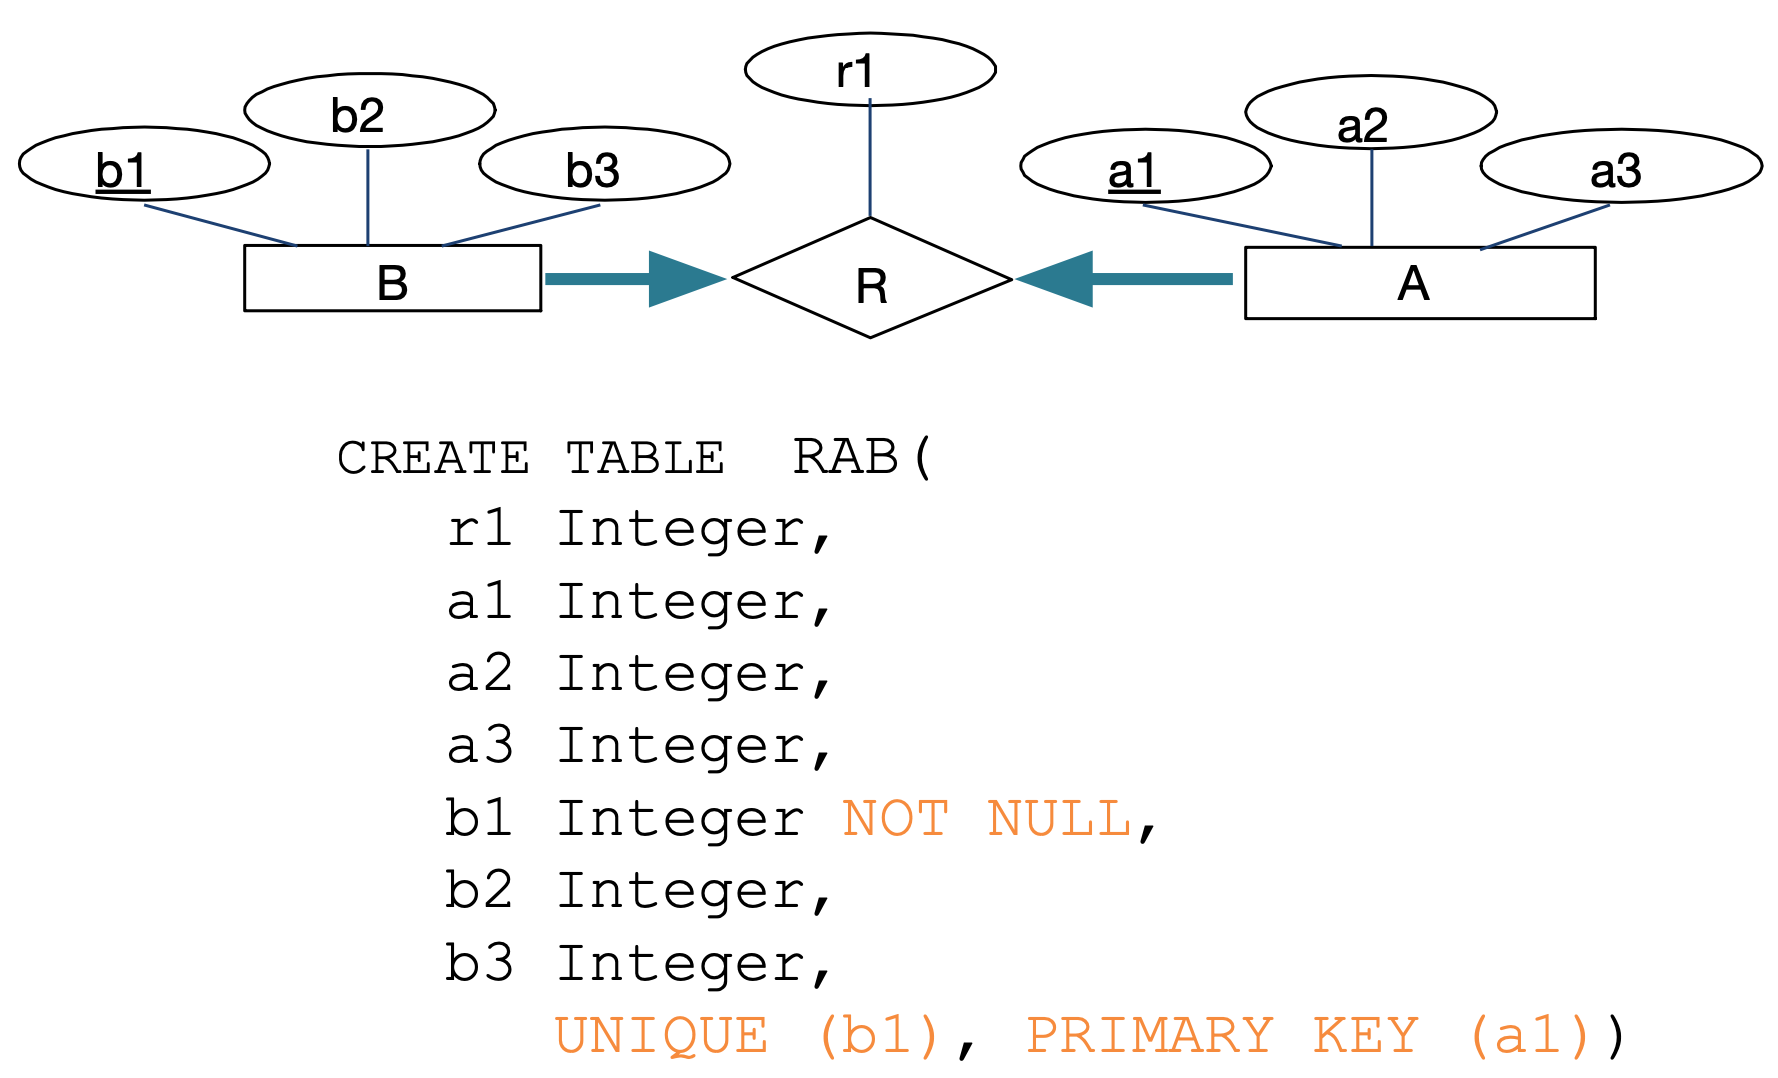 r1
b2
a2
b1
b3
a1
a3
B
R
A
CREATE TABLE RAB(
r1 Integer,
a1 Integer,
a2 Integer,
a3 Integer,
b1 Integer NOT NULL,
b2 Integer,
b3 Integer,
UNIQUE (b1), PRIMARY KEY (a1))